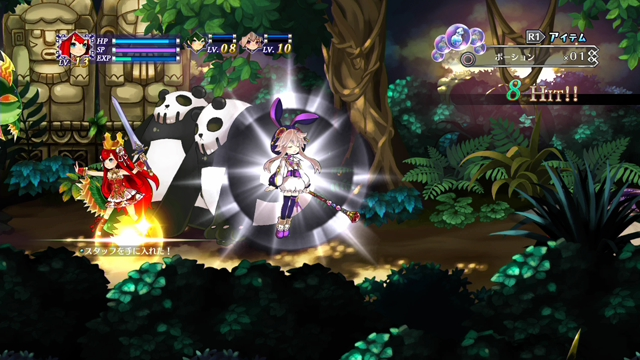 HP
SP
EXP
LV. 13
LV. 08
LV. 10
R1 アイテム
ポーション ×01
8 HIT!!
・スタッフを手に入れた！